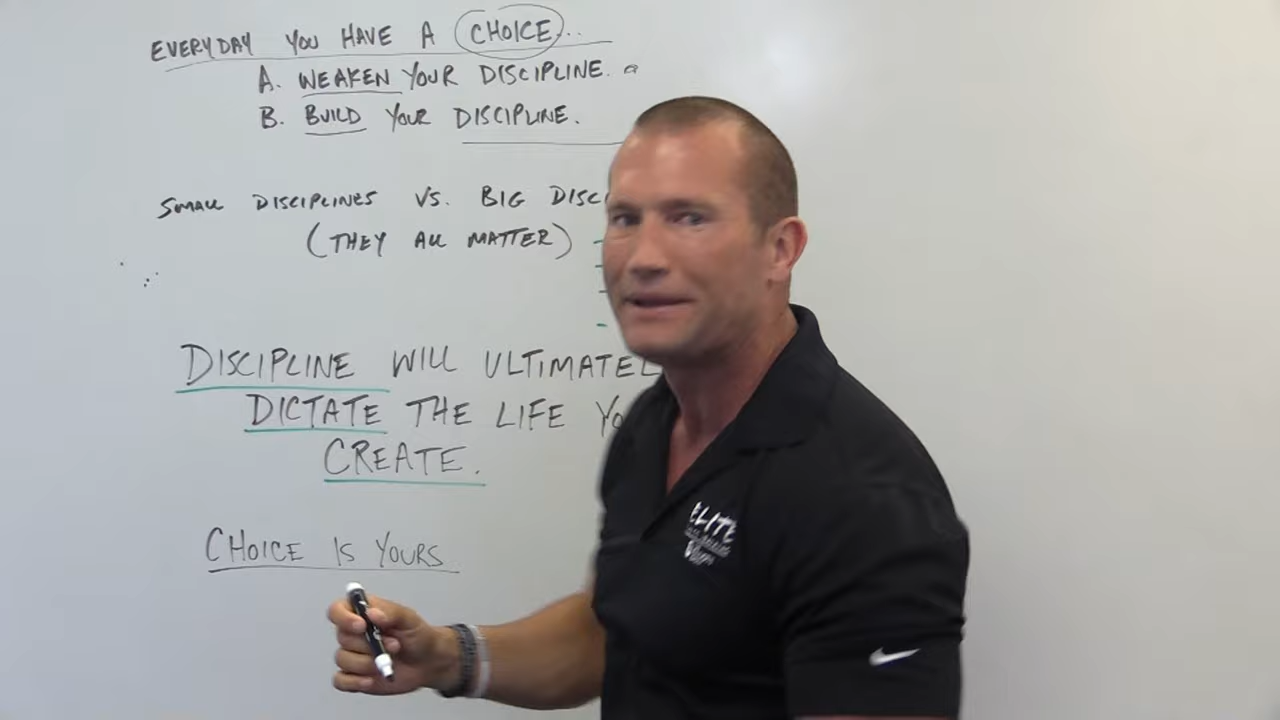 EVERYDAY YOU HAVE A CHOICE...
A. WEAKEN YOUR DISCIPLINE.
B. BUILD YOUR DISCIPLINE.
SMALL DISCIPLINES VS. BIG DISC
(THEY ALL MATTER)
DISCIPLINE WILL ULTIMATEL
DICTATE THE LIFE YO
CREATE.
CHOICE IS YOURS
ELITE